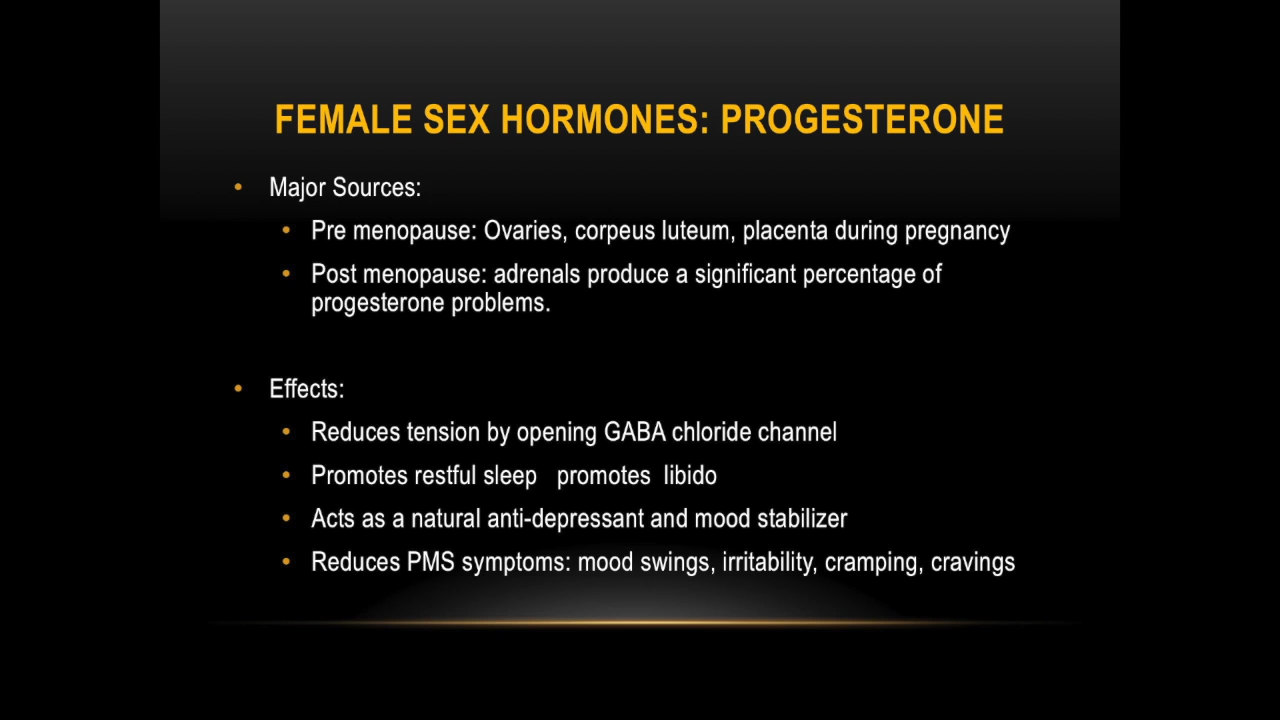 FEMALE SEX HORMONES: PROGESTERONE
• Major Sources:
• Pre menopause: Ovaries, corpeus luteum, placenta during pregnancy
• Post menopause: adrenals produce a significant percentage of
progesterone problems.
• Effects:
• Reduces tension by opening GABA chloride channel
• Promotes restful sleep   promotes  libido
• Acts as a natural anti-depressant and mood stabilizer
• Reduces PMS symptoms: mood swings, irritability, cramping, cravings